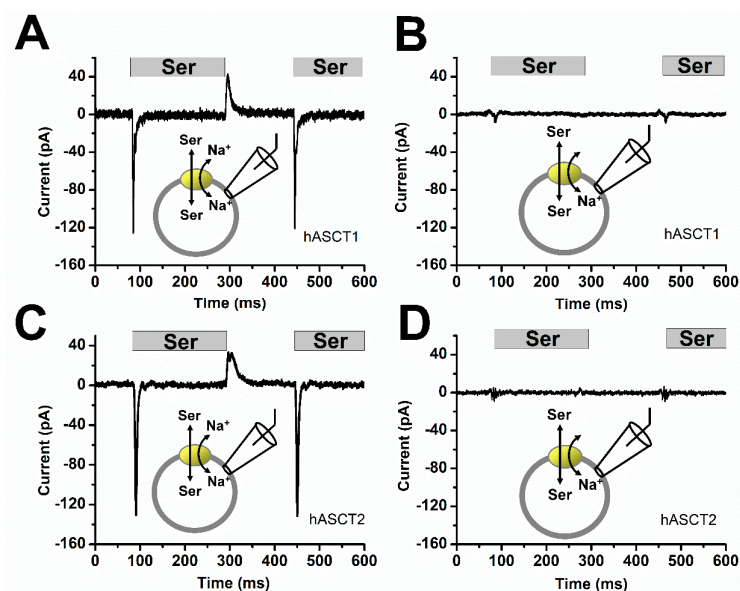 A
Ser
Ser
40
0
-40
-80
-120
-160
Current (pA)
Ser
Na+
Ser
Na+
hASCT1
0
100
200
300
400
500
600
Time (ms)
B
Ser
Ser
40
0
-40
-80
-120
-160
Current (pA)
Ser
Ser
Na+
hASCT1
0
100
200
300
400
500
600
Time (ms)
C
Ser
Ser
40
0
-40
-80
-120
-160
Current (pA)
Ser
Na+
Ser
Na+
hASCT2
0
100
200
300
400
500
600
Time (ms)
D
Ser
Ser
40
0
-40
-80
-120
-160
Current (pA)
Ser
Ser
Na+
hASCT2
0
100
200
300
400
500
600
Time (ms)